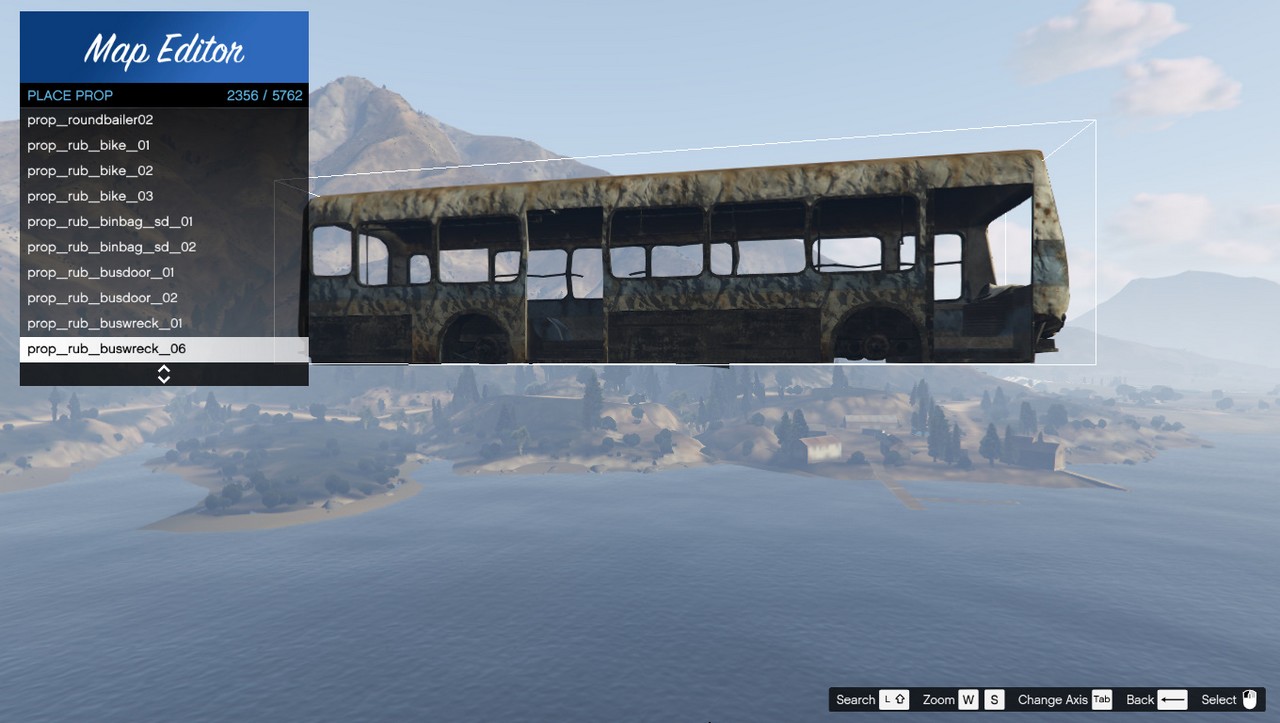 Map Editor
PLACE PROP 2356 / 5762
prop_roundbailer02
prop_rub_bike_01
prop_rub_bike_02
prop_rub_bike_03
prop_rub_binbag_sd_01
prop_rub_binbag_sd_02
prop_rub_busdoor_01
prop_rub_busdoor_02
prop_rub_buswreck_01
prop_rub_buswreck_06
Search L Zoom W S Change Axis Tab Back Select